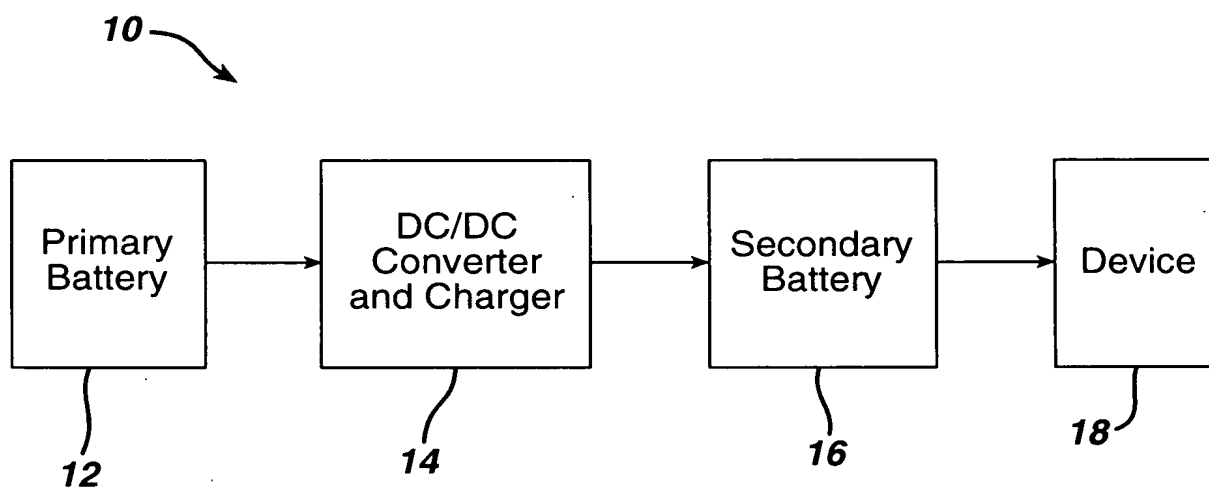 10
Primary
Battery
DC/DC
Converter
and Charger
Secondary
Battery
Device
12
14
16
18